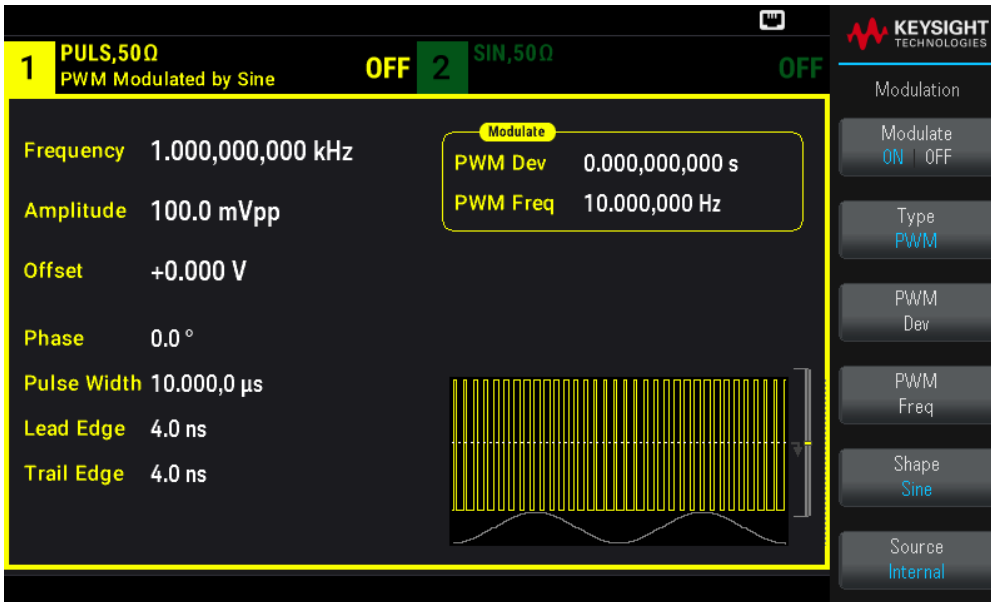 1 PULS,50Ω OFF
PWM Modulated by Sine
2 SIN,50Ω OFF
Frequency 1.000,000,000 kHz
Amplitude 100.0 mVpp
Offset +0.000 V
Phase 0.0 °
Pulse Width 10.000,0 µs
Lead Edge 4.0 ns
Trail Edge 4.0 ns
Modulate
PWM Dev 0.000,000,000 s
PWM Freq 10.000,000 Hz
KEYSIGHT
TECHNOLOGIES
Modulation
Modulate
ON | OFF
Type
PWM
PWM
Dev
PWM
Freq
Shape
Sine
Source
Internal